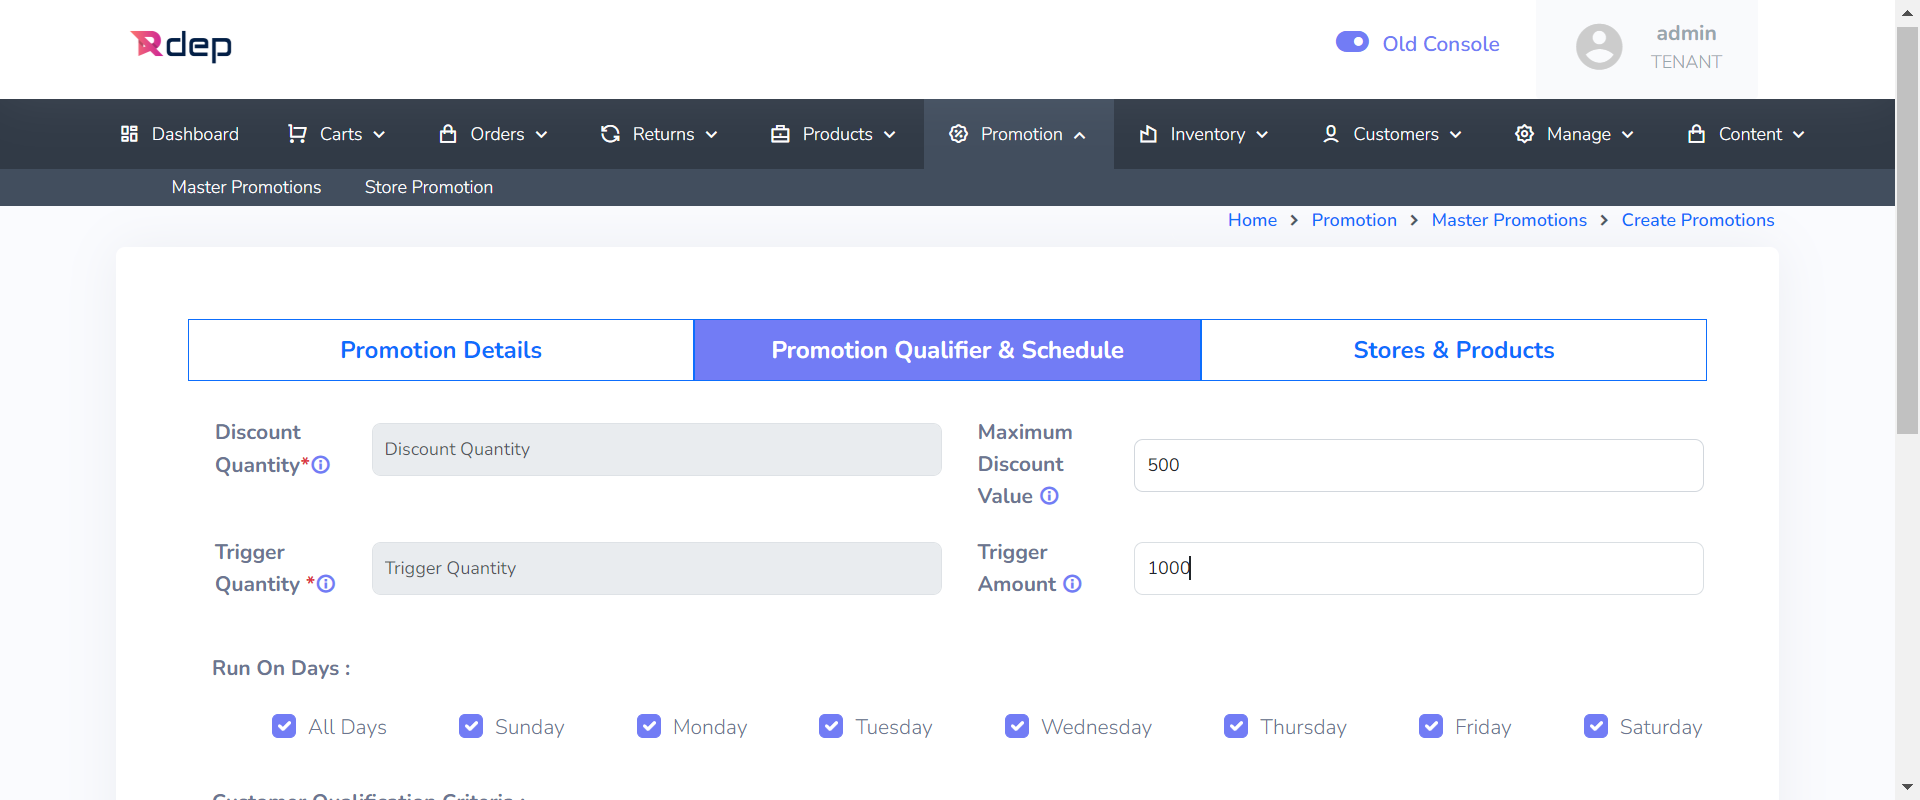 Rdep
Old Console
admin
TENANT
Dashboard Carts Orders Returns Products Promotion Inventory Customers Manage Content
Master Promotions Store Promotion
Home > Promotion > Master Promotions > Create Promotions
Promotion Details Promotion Qualifier & Schedule Stores & Products
Discount
Quantity*
Discount Quantity
Maximum
Discount
Value
500
Trigger
Quantity *
Trigger Quantity
Trigger
Amount
1000
Run On Days :
All Days Sunday Monday Tuesday Wednesday Thursday Friday Saturday
Customer Qualification Criteria :